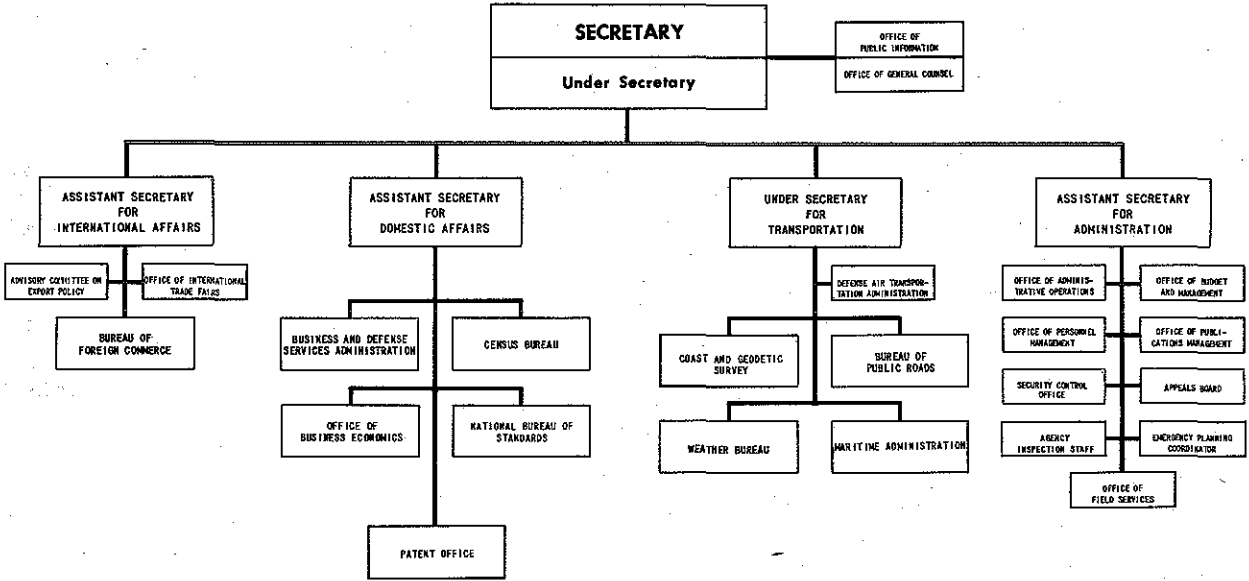 SECRETARY
Under Secretary
OFFICE OF
PUBLIC INFORMATION
OFFICE OF GENERAL COUNSEL
ASSISTANT SECRETARY
FOR
INTERNATIONAL AFFAIRS
ADVISORY COMMITTEE ON
EXPORT POLICY
OFFICE OF INTERNATIONAL
TRADE FAIRS
BUREAU OF
FOREIGN COMMERCE
ASSISTANT SECRETARY
FOR
DOMESTIC AFFAIRS
BUSINESS AND DEFENSE
SERVICES ADMINISTRATION
CENSUS BUREAU
OFFICE OF
BUSINESS ECONOMICS
NATIONAL BUREAU OF
STANDARDS
PATENT OFFICE
UNDER SECRETARY
FOR
TRANSPORTATION
DEFENSE AIR TRANSPOR-
TATION ADMINISTRATION
COAST AND GEODETIC
SURVEY
BUREAU OF
PUBLIC ROADS
WEATHER BUREAU
MARITIME ADMINISTRATION
ASSISTANT SECRETARY
FOR
ADMINISTRATION
OFFICE OF ADMINIS-
TRATIVE OPERATIONS
OFFICE OF BUDGET
AND MANAGEMENT
OFFICE OF PERSONNEL
MANAGEMENT
OFFICE OF PUBLI-
CATIONS MANAGEMENT
SECURITY CONTROL
OFFICE
APPEALS BOARD
AGENCY
INSPECTION STAFF
EMERGENCY PLANNING
COORDINATOR
OFFICE OF
FIELD SERVICES